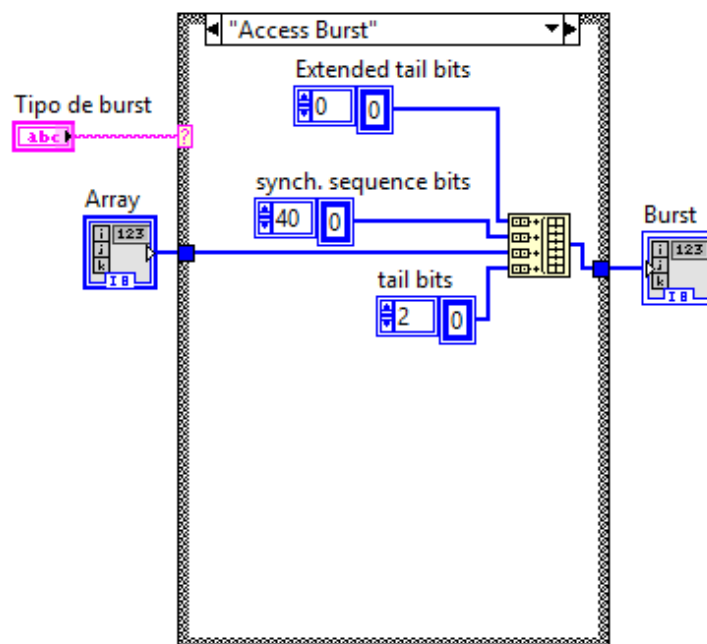 "Access Burst"
Extended tail bits
0 0
Tipo de burst
abc
?
synch. sequence bits
40 0
Array
i 123
j
k
I8
Burst
i 123
j
k
I8
tail bits
2 0